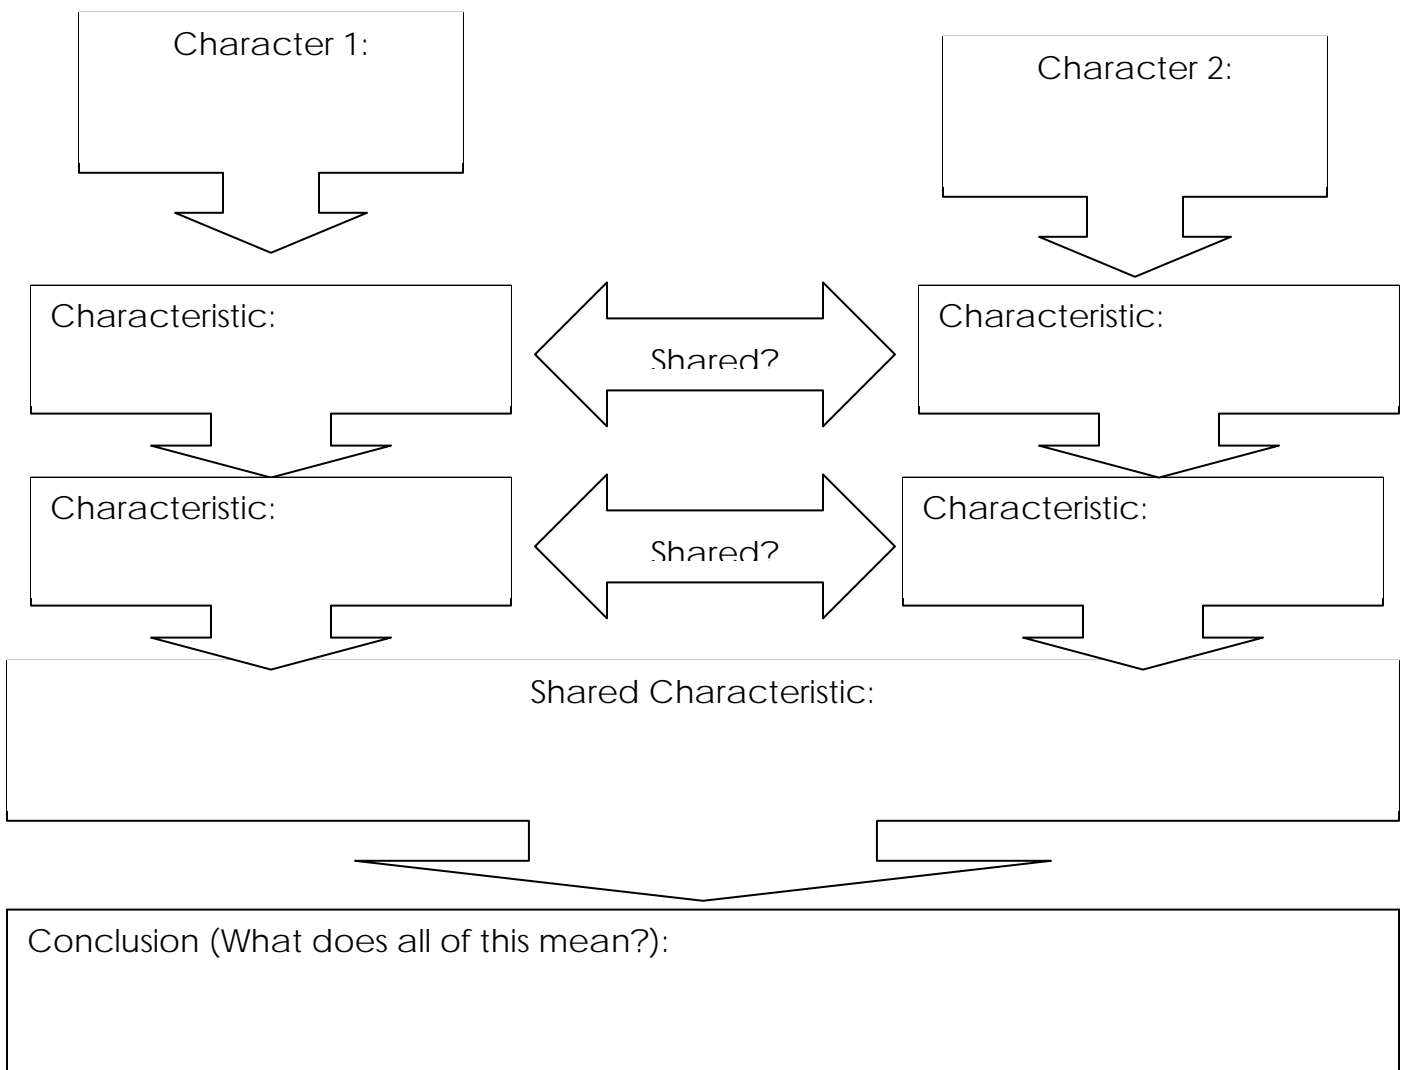 Character 1:
Character 2:
Characteristic:
Shared?
Characteristic:
Characteristic:
Shared?
Characteristic:
Shared Characteristic:
Conclusion (What does all of this mean?):